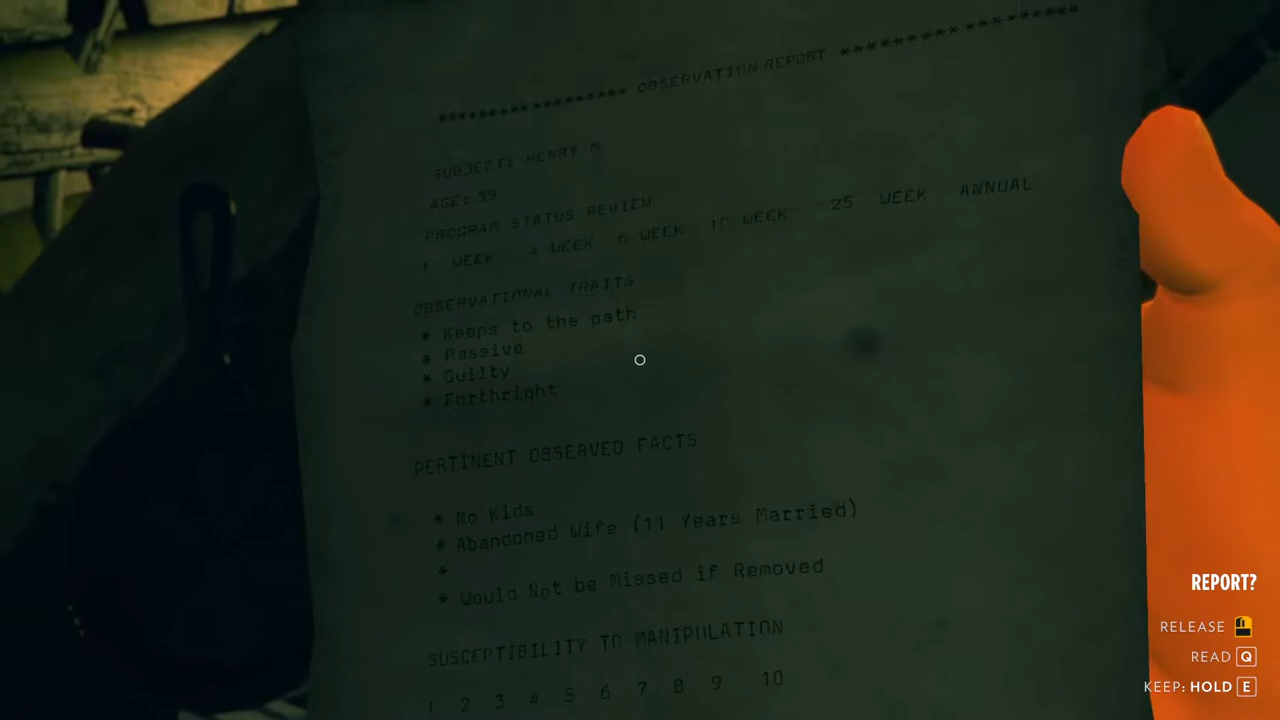 ****************** OBSERVATION REPORT ******************
SUBJECT: HENRY M
AGE: 39
PROGRAM STATUS REVIEW
1 WEEK 4 WEEK 6 WEEK 10 WEEK 25 WEEK ANNUAL
OBSERVATIONAL TRAITS
* Keeps to the path
* Passive
* Guilty
* Forthright
PERTINENT OBSERVED FACTS
* No Kids
* Abandoned Wife (11 Years Married)
*
* Would Not be Missed if Removed
SUSCEPTIBILITY TO MANIPULATION
1 2 3 4 5 6 7 8 9 10
REPORT?
RELEASE
READ Q
KEEP: HOLD E